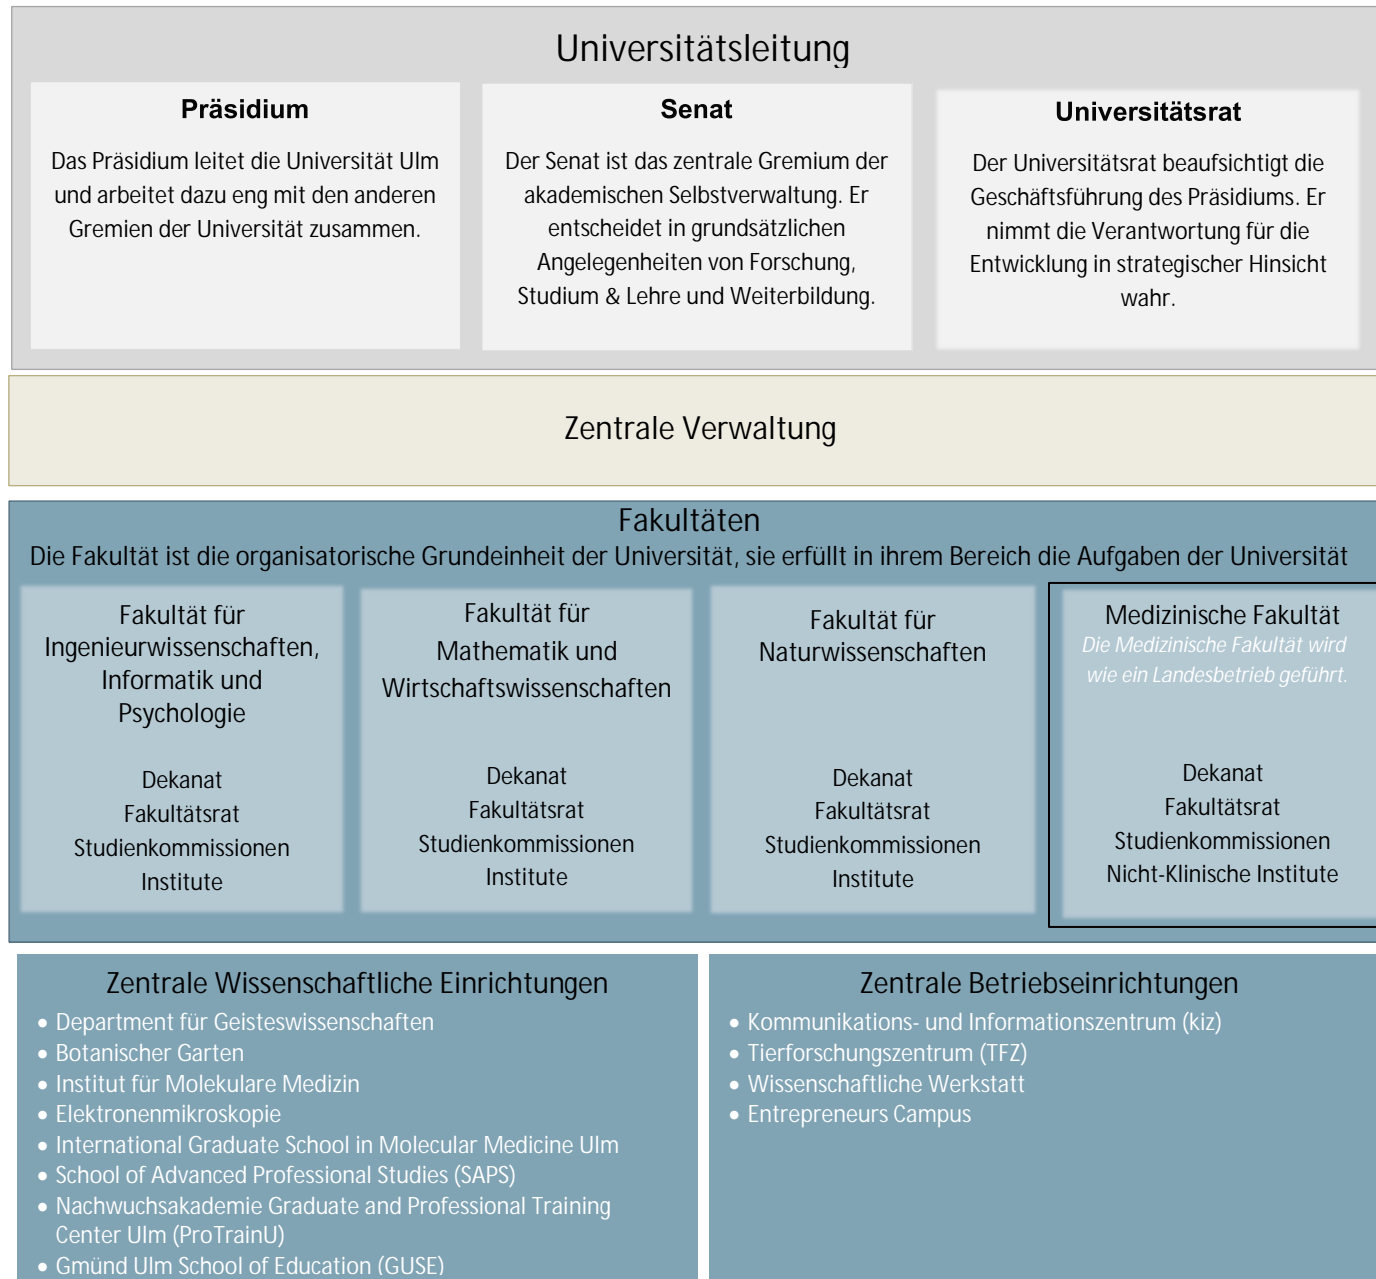 Universitätsleitung
Präsidium
Das Präsidium leitet die Universität Ulm
und arbeitet dazu eng mit den anderen
Gremien der Universität zusammen.
Senat
Der Senat ist das zentrale Gremium der
akademischen Selbstverwaltung. Er
entscheidet in grundsätzlichen
Angelegenheiten von Forschung,
Studium & Lehre und Weiterbildung.
Universitätsrat
Der Universitätsrat beaufsichtigt die
Geschäftsführung des Präsidiums. Er
nimmt die Verantwortung für die
Entwicklung in strategischer Hinsicht
wahr.
Zentrale Verwaltung
Fakultäten
Die Fakultät ist die organisatorische Grundeinheit der Universität, sie erfüllt in ihrem Bereich die Aufgaben der Universität
Fakultät für
Ingenieurwissenschaften,
Informatik und
Psychologie
Dekanat
Fakultätsrat
Studienkommissionen
Institute
Fakultät für
Mathematik und
Wirtschaftswissenschaften
Dekanat
Fakultätsrat
Studienkommissionen
Institute
Fakultät für
Naturwissenschaften
Dekanat
Fakultätsrat
Studienkommissionen
Institute
Medizinische Fakultät
Die Medizinische Fakultät wird
wie ein Landesbetrieb geführt.
Dekanat
Fakultätsrat
Studienkommissionen
Nicht-Klinische Institute
Zentrale Wissenschaftliche Einrichtungen
• Department für Geisteswissenschaften
• Botanischer Garten
• Institut für Molekulare Medizin
• Elektronenmikroskopie
• International Graduate School in Molecular Medicine Ulm
• School of Advanced Professional Studies (SAPS)
• Nachwuchsakademie Graduate and Professional Training
Center Ulm (ProTrainU)
• Gmünd Ulm School of Education (GUSE)
Zentrale Betriebseinrichtungen
• Kommunikations- und Informationszentrum (kiz)
• Tierforschungszentrum (TFZ)
• Wissenschaftliche Werkstatt
• Entrepreneurs Campus